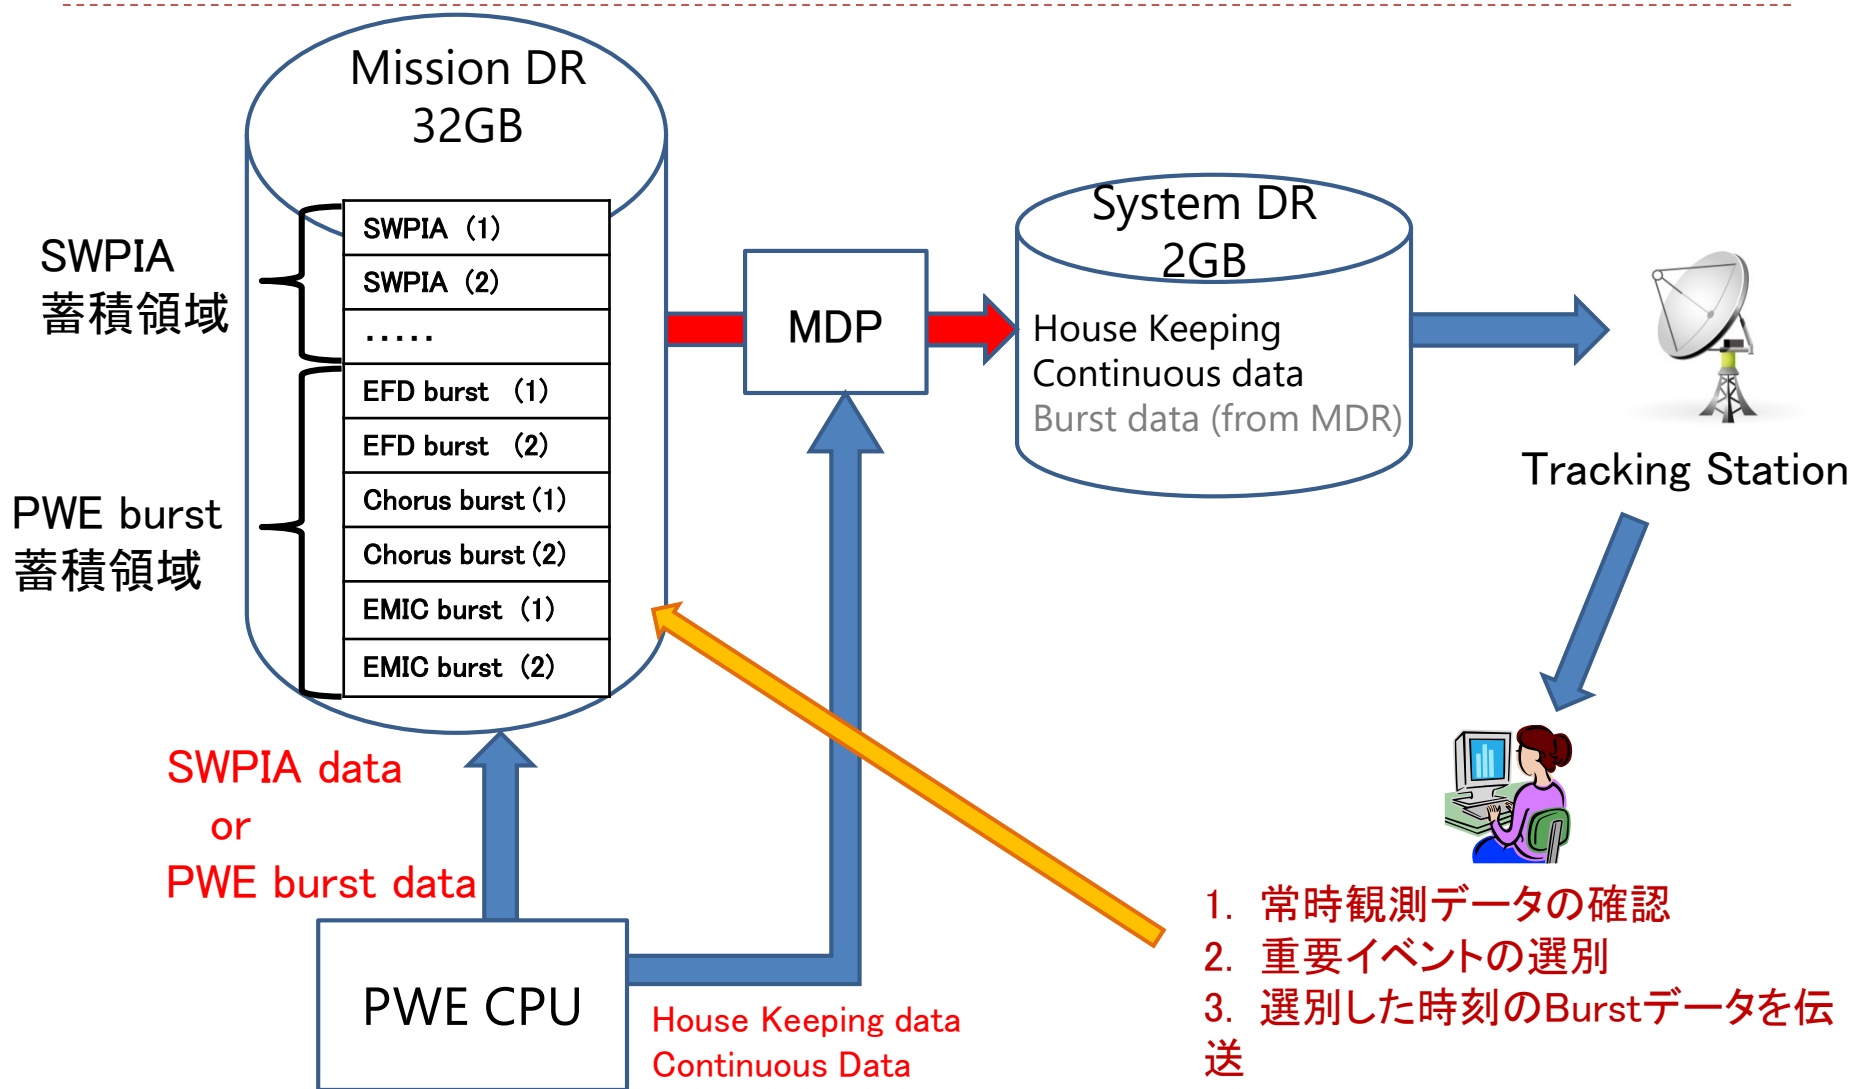 Mission DR
32GB
SWPIA
蓄積領域
SWPIA (1)
SWPIA (2)
.....
EFD burst (1)
EFD burst (2)
Chorus burst (1)
Chorus burst (2)
EMIC burst (1)
EMIC burst (2)
PWE burst
蓄積領域
MDP
System DR
2GB
House Keeping
Continuous data
Burst data (from MDR)
Tracking Station
SWPIA data
or
PWE burst data
PWE CPU
House Keeping data
Continuous Data
1. 常時観測データの確認
2. 重要イベントの選別
3. 選別した時刻のBurstデータを伝
送